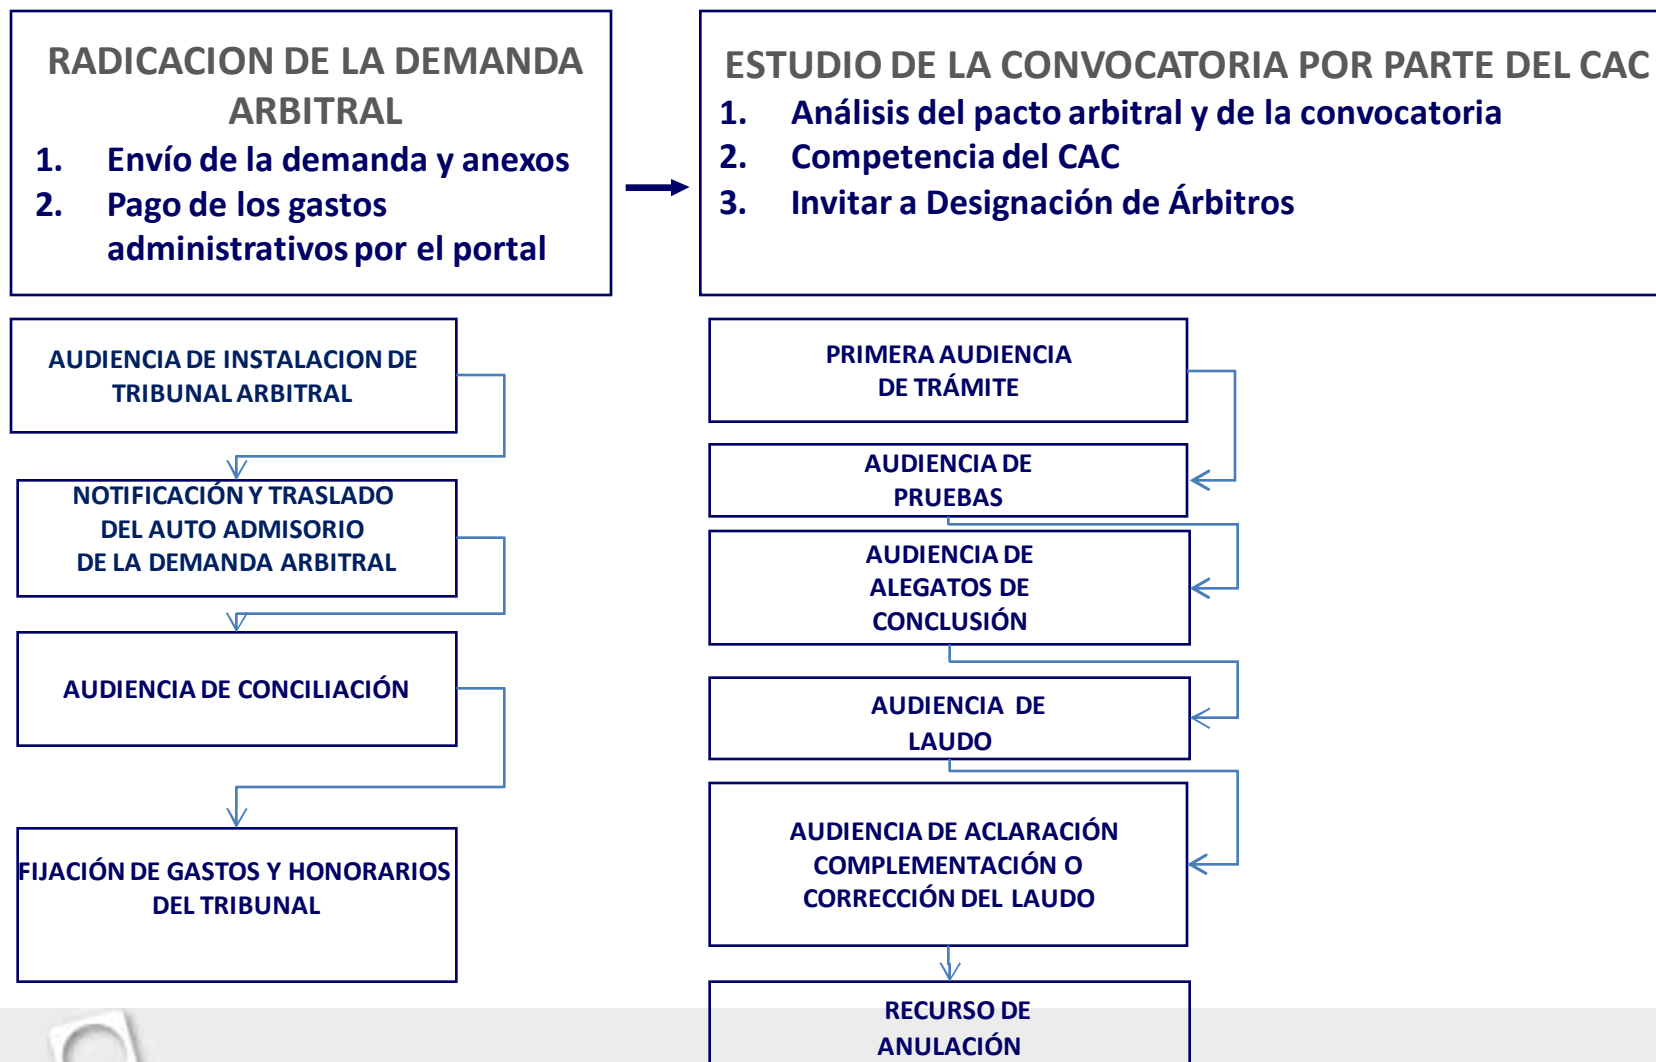 RADICACION DE LA DEMANDA
ARBITRAL
1. Envío de la demanda y anexos
2. Pago de los gastos
administrativos por el portal
ESTUDIO DE LA CONVOCATORIA POR PARTE DEL CAC
1. Análisis del pacto arbitral y de la convocatoria
2. Competencia del CAC
3. Invitar a Designación de Árbitros
AUDIENCIA DE INSTALACION DE
TRIBUNAL ARBITRAL
NOTIFICACIÓN Y TRASLADO
DEL AUTO ADMISORIO
DE LA DEMANDA ARBITRAL
AUDIENCIA DE CONCILIACIÓN
FIJACIÓN DE GASTOS Y HONORARIOS
DEL TRIBUNAL
PRIMERA AUDIENCIA
DE TRÁMITE
AUDIENCIA DE
PRUEBAS
AUDIENCIA DE
ALEGATOS DE
CONCLUSIÓN
AUDIENCIA DE
LAUDO
AUDIENCIA DE ACLARACIÓN
COMPLEMENTACIÓN O
CORRECCIÓN DEL LAUDO
RECURSO DE
ANULACIÓN